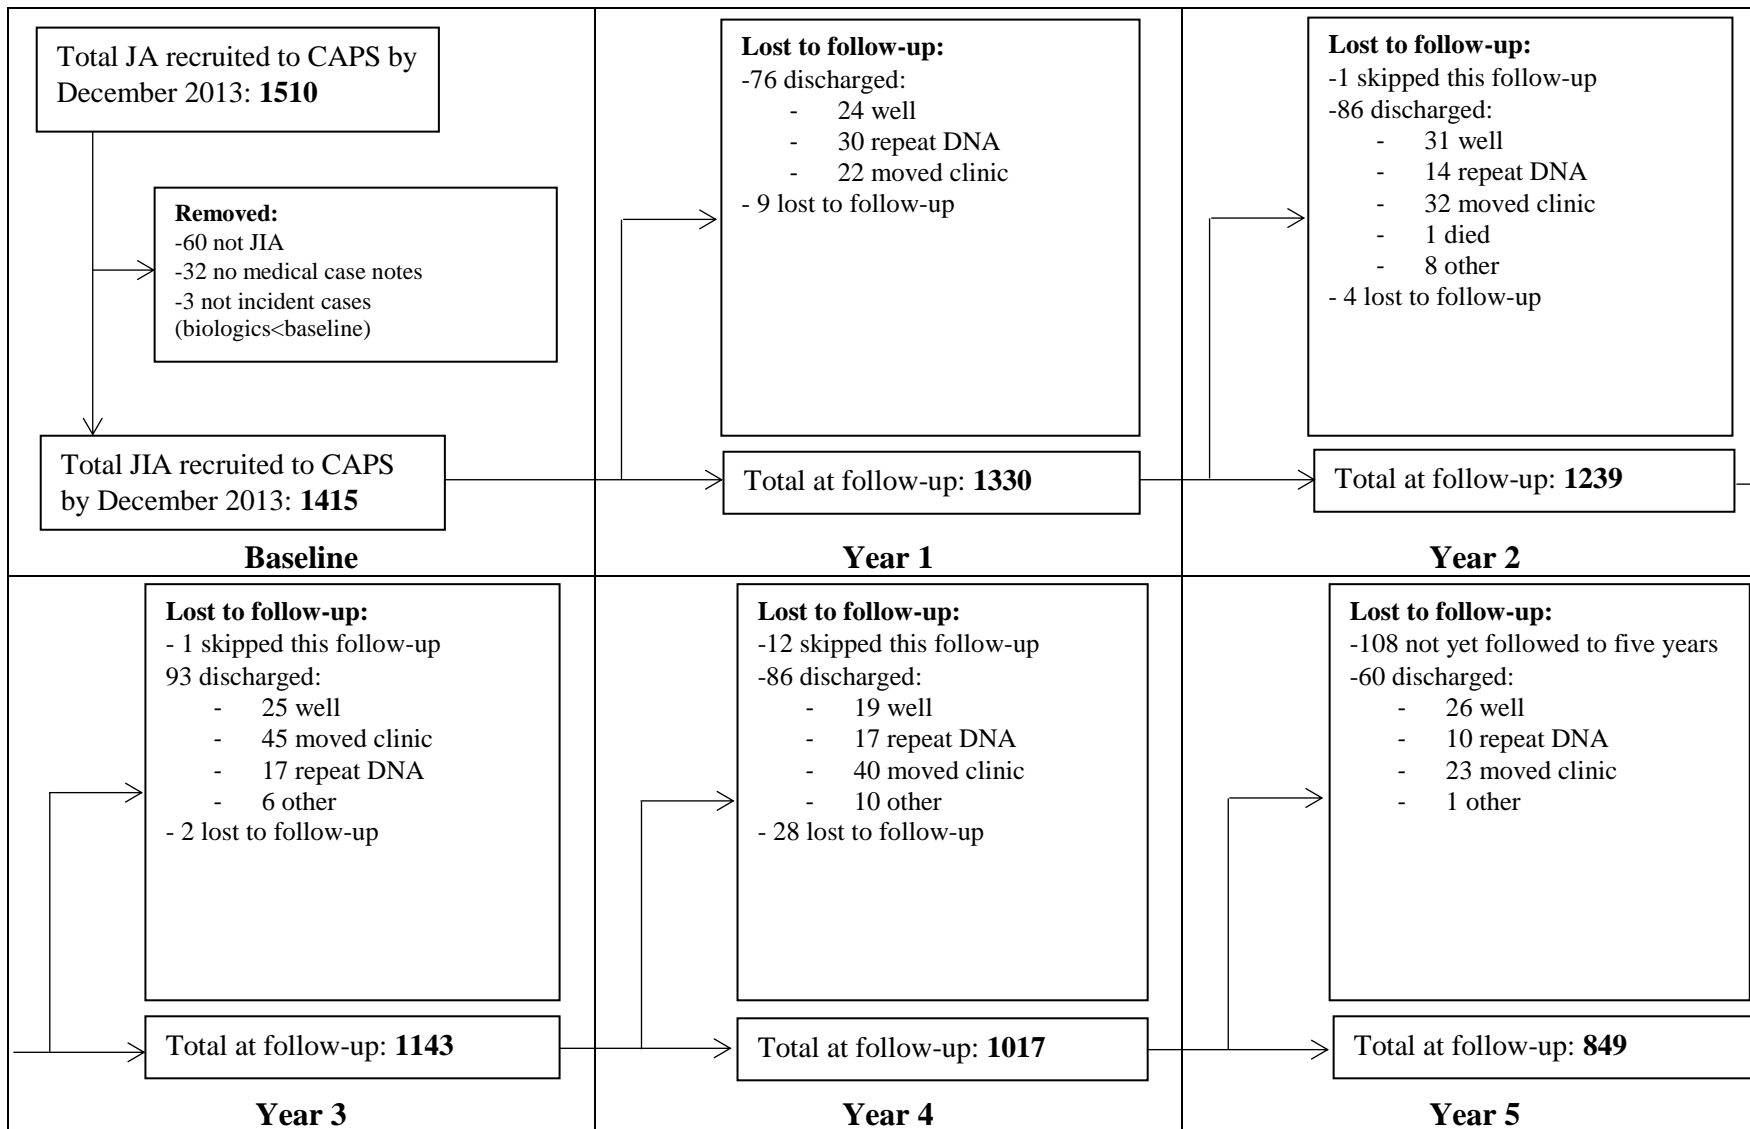 Total JA recruited to CAPS by
December 2013: 1510
Removed:
-60 not JIA
-32 no medical case notes
-3 not incident cases
(biologics<baseline)
Total JIA recruited to CAPS
by December 2013: 1415
Baseline
Lost to follow-up:
-76 discharged:
- 24 well
- 30 repeat DNA
- 22 moved clinic
- 9 lost to follow-up
Total at follow-up: 1330
Year 1
Lost to follow-up:
-1 skipped this follow-up
-86 discharged:
- 31 well
- 14 repeat DNA
- 32 moved clinic
- 1 died
- 8 other
- 4 lost to follow-up
Total at follow-up: 1239
Year 2
Lost to follow-up:
- 1 skipped this follow-up
93 discharged:
- 25 well
- 45 moved clinic
- 17 repeat DNA
- 6 other
- 2 lost to follow-up
Total at follow-up: 1143
Year 3
Lost to follow-up:
-12 skipped this follow-up
-86 discharged:
- 19 well
- 17 repeat DNA
- 40 moved clinic
- 10 other
- 28 lost to follow-up
Total at follow-up: 1017
Year 4
Lost to follow-up:
-108 not yet followed to five years
-60 discharged:
- 26 well
- 10 repeat DNA
- 23 moved clinic
- 1 other
Total at follow-up: 849
Year 5